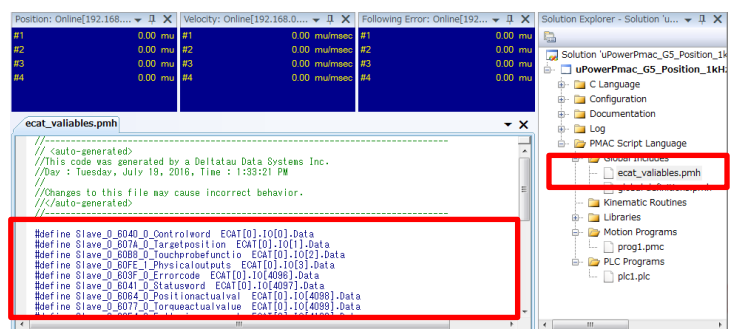 Position: Online[192.168....
#1 0.00 mu
#2 0.00 mu
#3 0.00 mu
#4 0.00 mu
Velocity: Online[192.168.0....
#1 0.00 mu/msec
#2 0.00 mu/msec
#3 0.00 mu/msec
#4 0.00 mu/msec
Following Error: Online[192...
#1 0.00 mu
#2 0.00 mu
#3 0.00 mu
#4 0.00 mu
ecat_valiables.pmh
//--------------------------------------------------------------------------------
// <auto-generated>
//This code was generated by a Deltatau Data Systems Inc.
//Day : Tuesday, July 19, 2016, Time : 1:33:21 PM
//
//Changes to this file may cause incorrect behavior.
//</auto-generated>
//--------------------------------------------------------------------------------
#define Slave_0_6040_0_Controlword ECAT[0].IO[0].Data
#define Slave_0_607A_0_Targetposition ECAT[0].IO[1].Data
#define Slave_0_60B8_0_Touchprobefunctio ECAT[0].IO[2].Data
#define Slave_0_60FE_1_Physicaloutputs ECAT[0].IO[3].Data
#define Slave_0_603F_0_Errorcode ECAT[0].IO[4096].Data
#define Slave_0_6041_0_Statusword ECAT[0].IO[4097].Data
#define Slave_0_6064_0_Positionactualval ECAT[0].IO[4098].Data
#define Slave_0_6077_0_Torqueactualvalue ECAT[0].IO[4099].Data
Solution Explorer - Solution 'u...
Solution 'uPowerPmac_G5_Position_1k
uPowerPmac_G5_Position_1kH
C Language
Configuration
Documentation
Log
PMAC Script Language
Global Includes
ecat_valiables.pmh
global definitions.pmh
Kinematic Routines
Libraries
Motion Programs
prog1.pmc
PLC Programs
plc1.plc